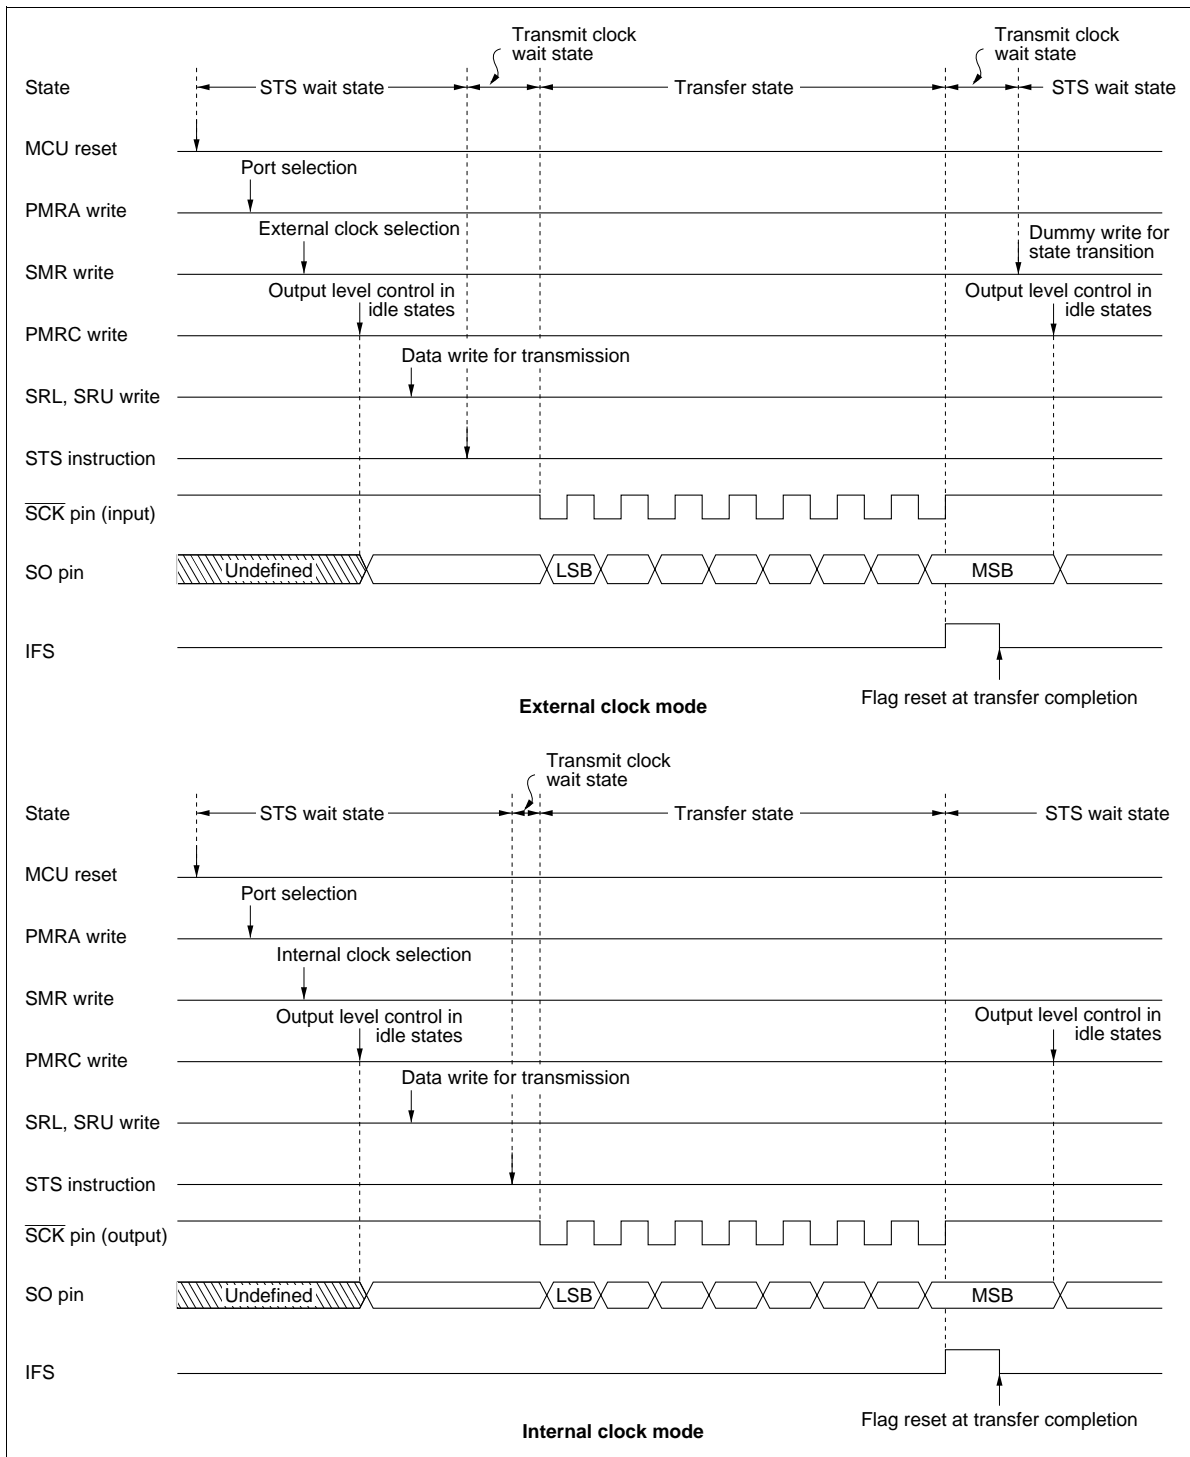 Transmit clock
wait state
Transmit clock
wait state
State
STS wait state
Transfer state
STS wait state
MCU reset
Port selection
PMRA write
External clock selection
Dummy write for
state transition
SMR write
Output level control in
idle states
Output level control in
idle states
PMRC write
Data write for transmission
SRL, SRU write
STS instruction
SCK pin (input)
SO pin
Undefined
LSB
MSB
IFS
Flag reset at transfer completion
External clock mode
Transmit clock
wait state
State
STS wait state
Transfer state
STS wait state
MCU reset
Port selection
PMRA write
Internal clock selection
SMR write
Output level control in
idle states
Output level control in
idle states
PMRC write
Data write for transmission
SRL, SRU write
STS instruction
SCK pin (output)
SO pin
Undefined
LSB
MSB
IFS
Flag reset at transfer completion
Internal clock mode